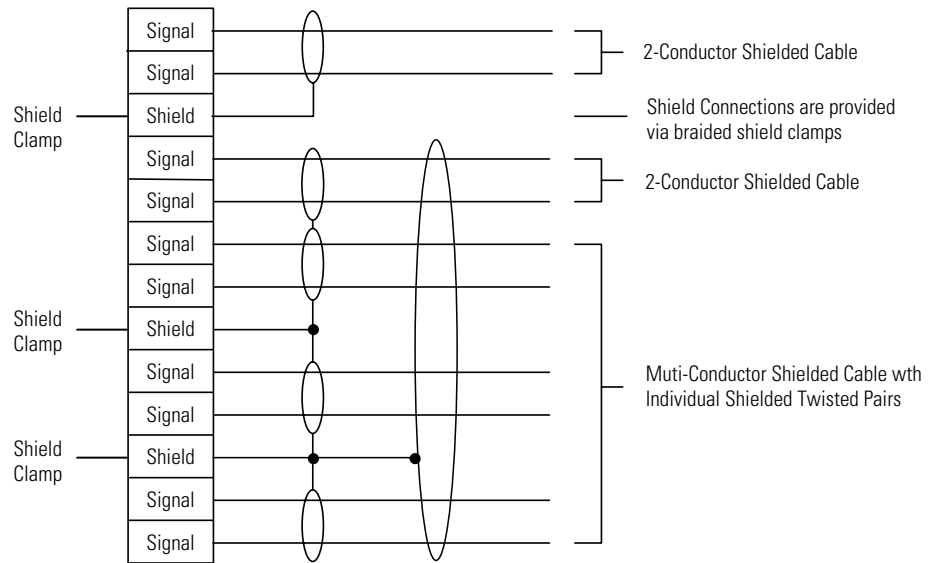 Signal
Signal
Shield
Signal
Signal
Signal
Signal
Shield
Signal
Signal
Shield
Signal
Signal
Shield
Clamp
Shield
Clamp
Shield
Clamp
2-Conductor Shielded Cable
Shield Connections are provided
via braided shield clamps
2-Conductor Shielded Cable
Muti-Conductor Shielded Cable wth
Individual Shielded Twisted Pairs